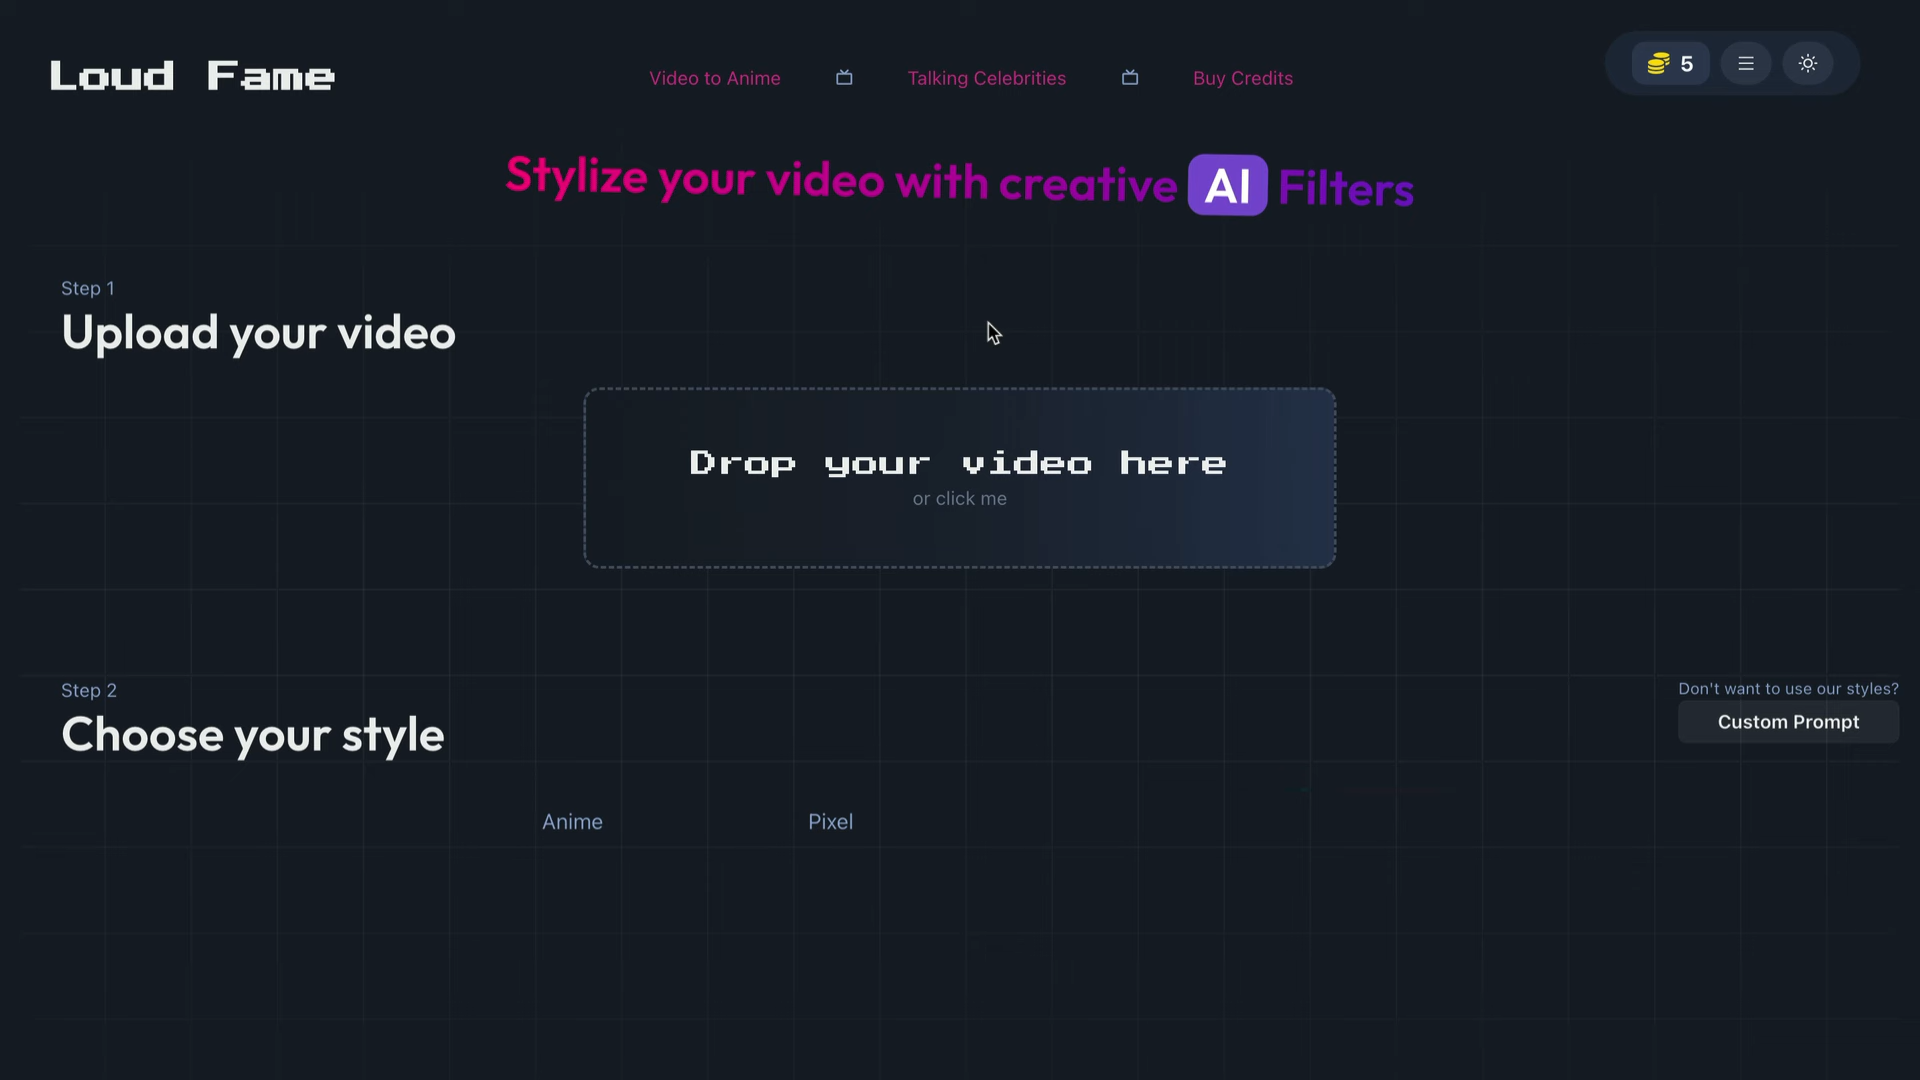 Loud Fame
Video to Anime
Talking Celebrities
Buy Credits
5
Stylize your video with creative AI Filters
Step 1
Upload your video
Drop your video here
or click me
Step 2
Choose your style
Don't want to use our styles?
Custom Prompt
Anime
Pixel